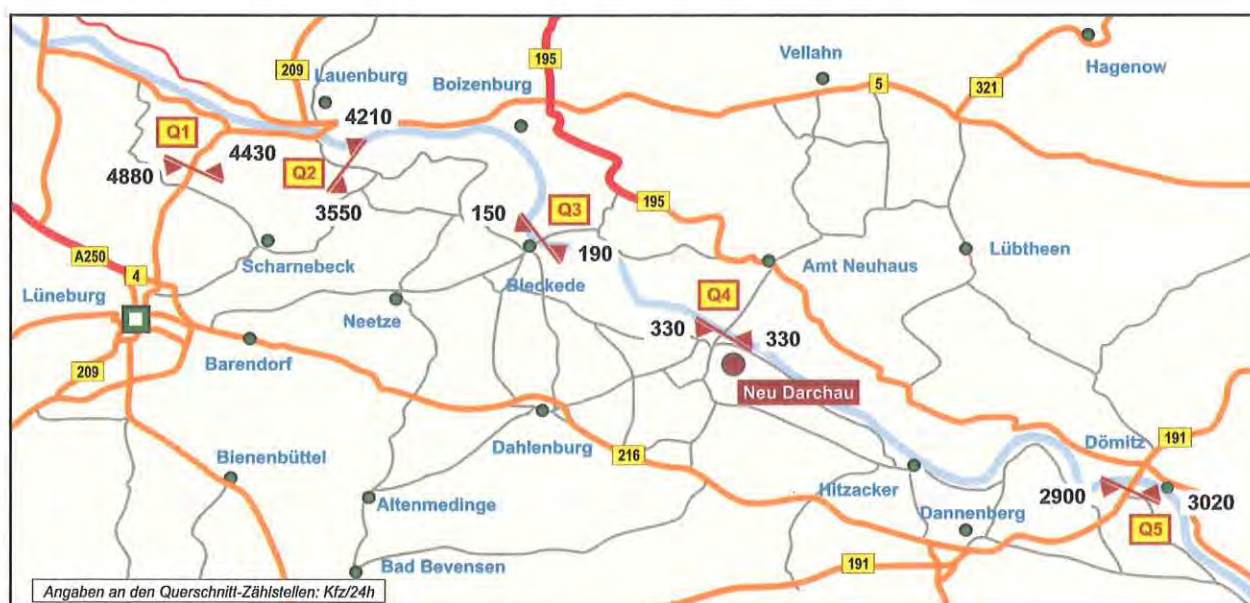 195
Vellahn
Hagenow
209
Lauenburg
Boizenburg
5
321
4210
Q1
4430
Q2
4880
3550
150
Q3
195
190
Scharnebeck
A250
Lübtheen
Amt Neuhaus
4
Bleckede
Q4
Lüneburg
Neetze
330
330
Barendorf
209
Neu Darchau
Dahlenburg
Dömitz
191
Bienenbüttel
216
Hitzacker
2900
Altenmedinge
Dannenberg
3020
Q5
Bad Bevensen
191
Angaben an den Querschnitt-Zählstellen: Kfz/24h